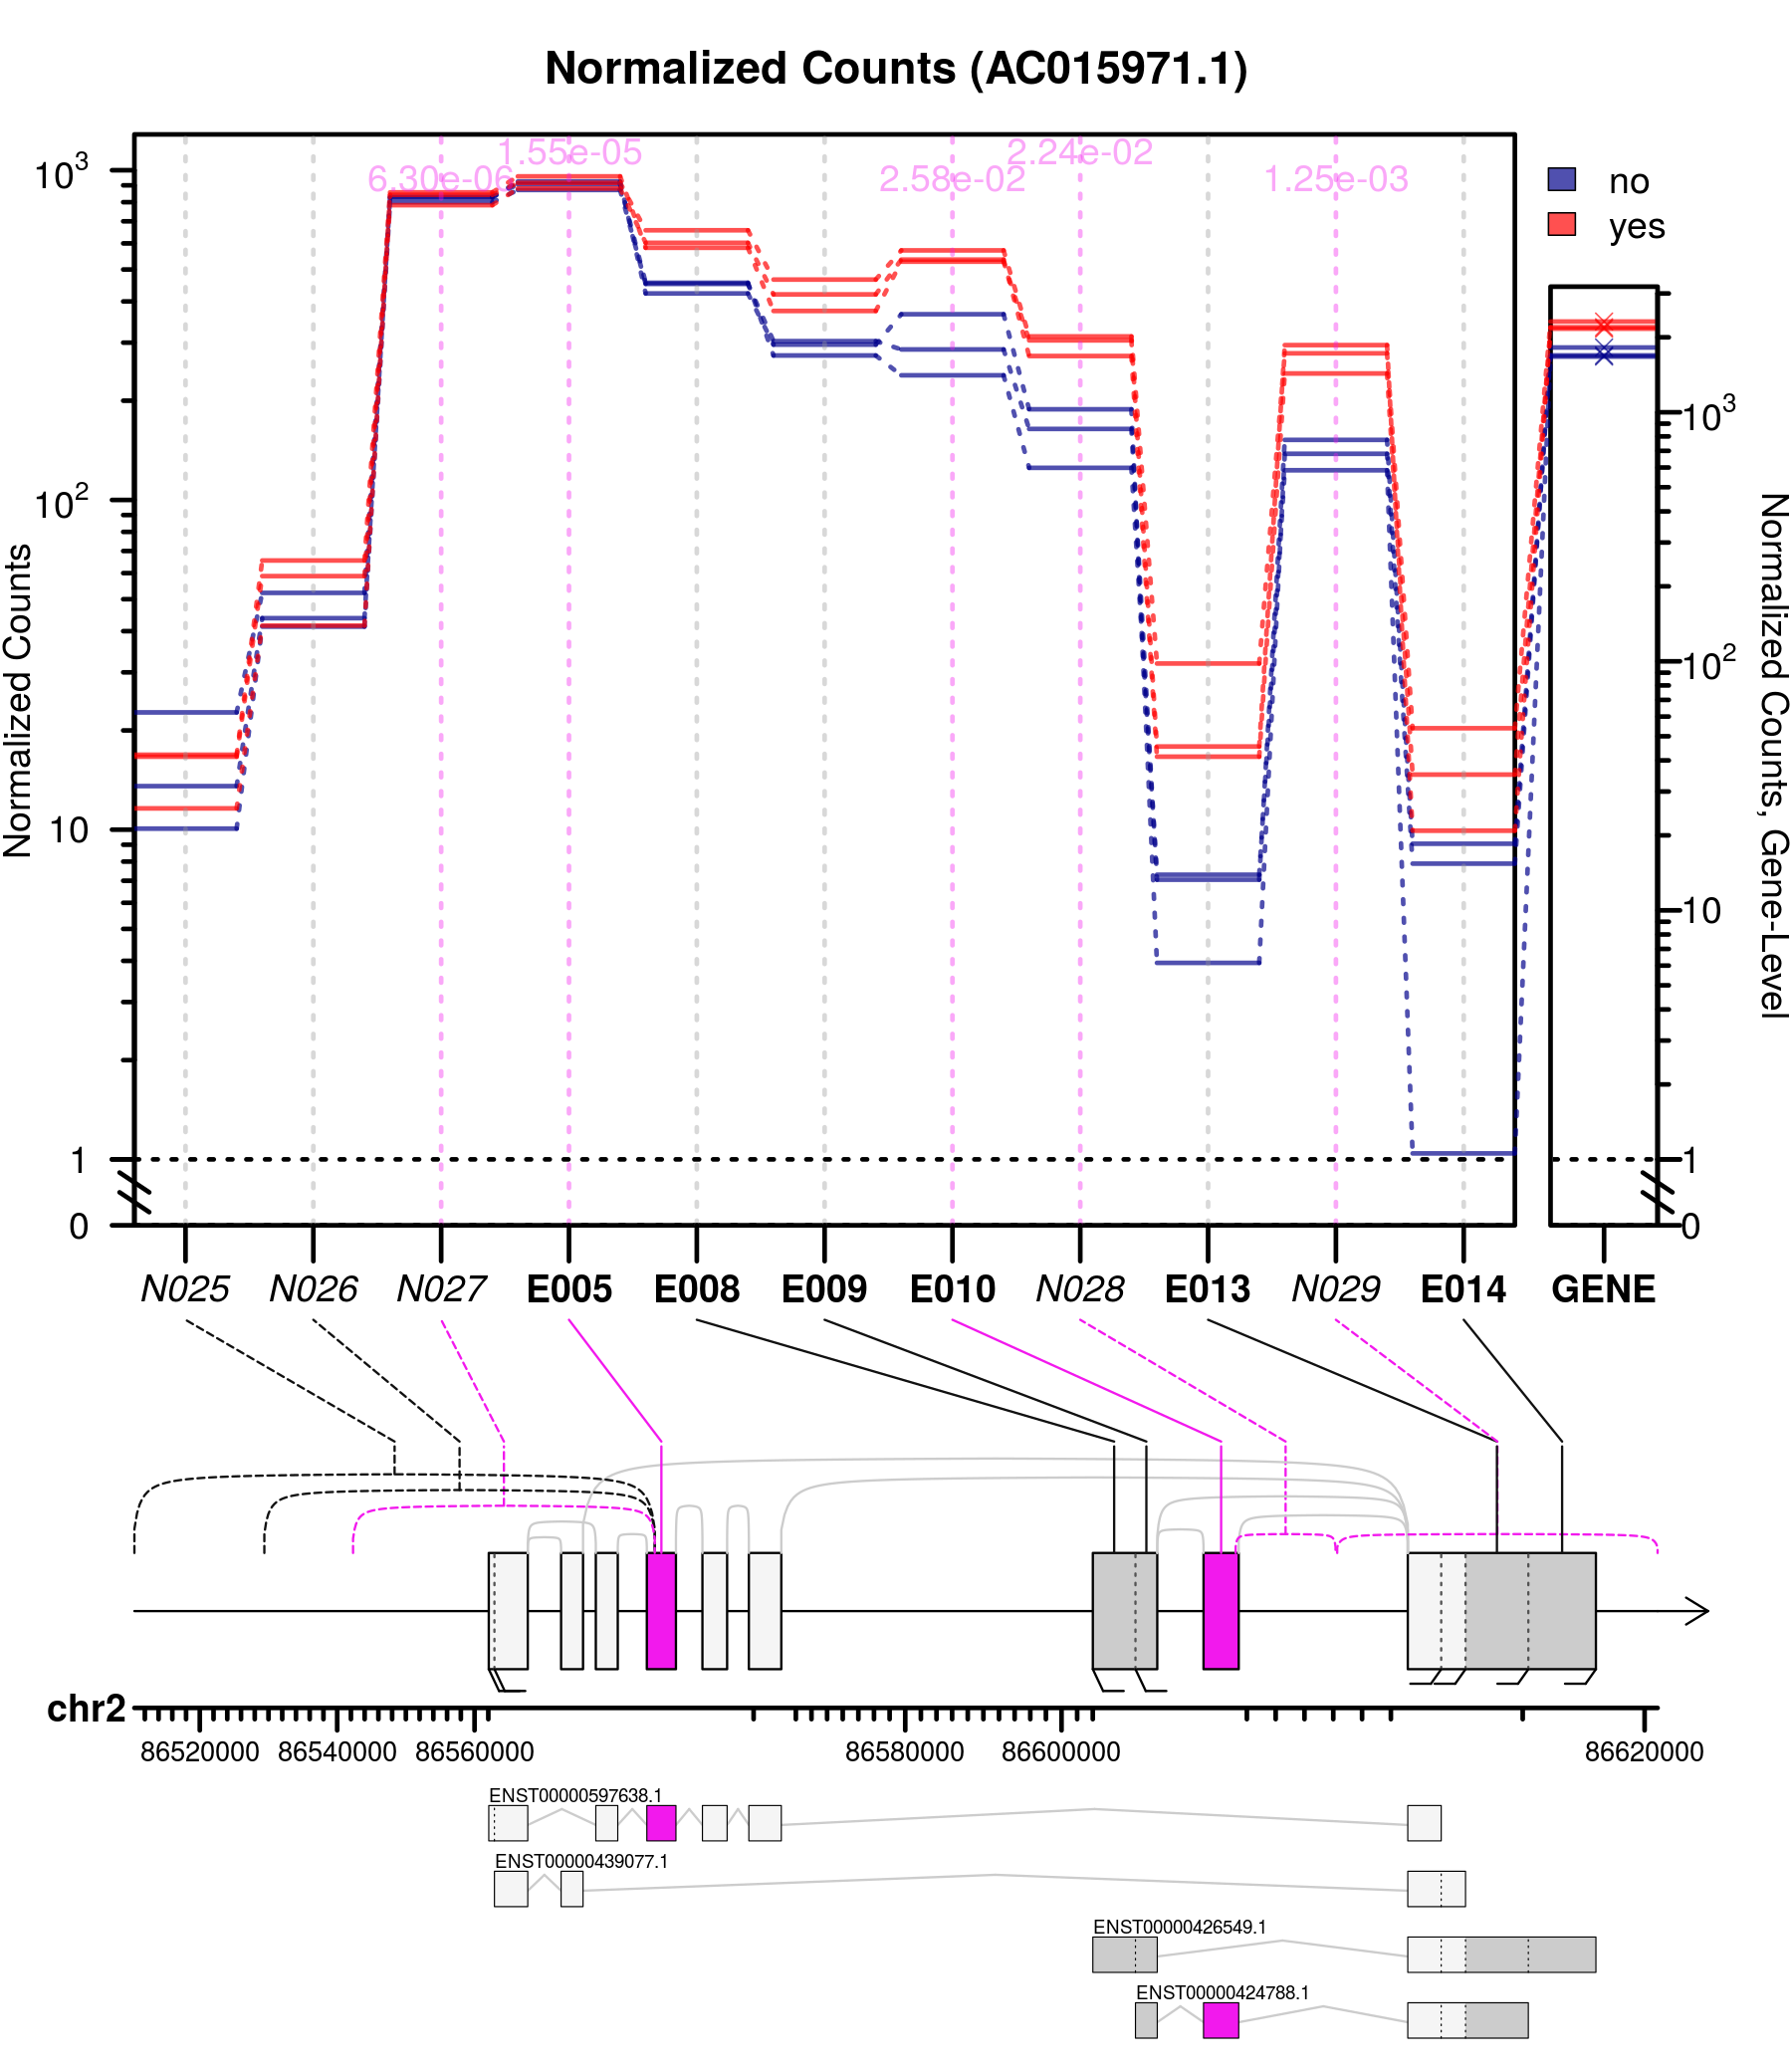 Normalized Counts (AC015971.1)
1.55e-05 2.24e-02
6.30e-06 2.58e-02 1.25e-03
no
yes
Normalized Counts
10³
10²
10
1
0
10³
10²
10
1
0
Normalized Counts, Gene-Level
N025 N026 N027 E005 E008 E009 E010 N028 E013 N029 E014 GENE
chr2
86520000 86540000 86560000 86580000 86600000 86620000
ENST00000597638.1
ENST00000439077.1
ENST00000426549.1
ENST00000424788.1